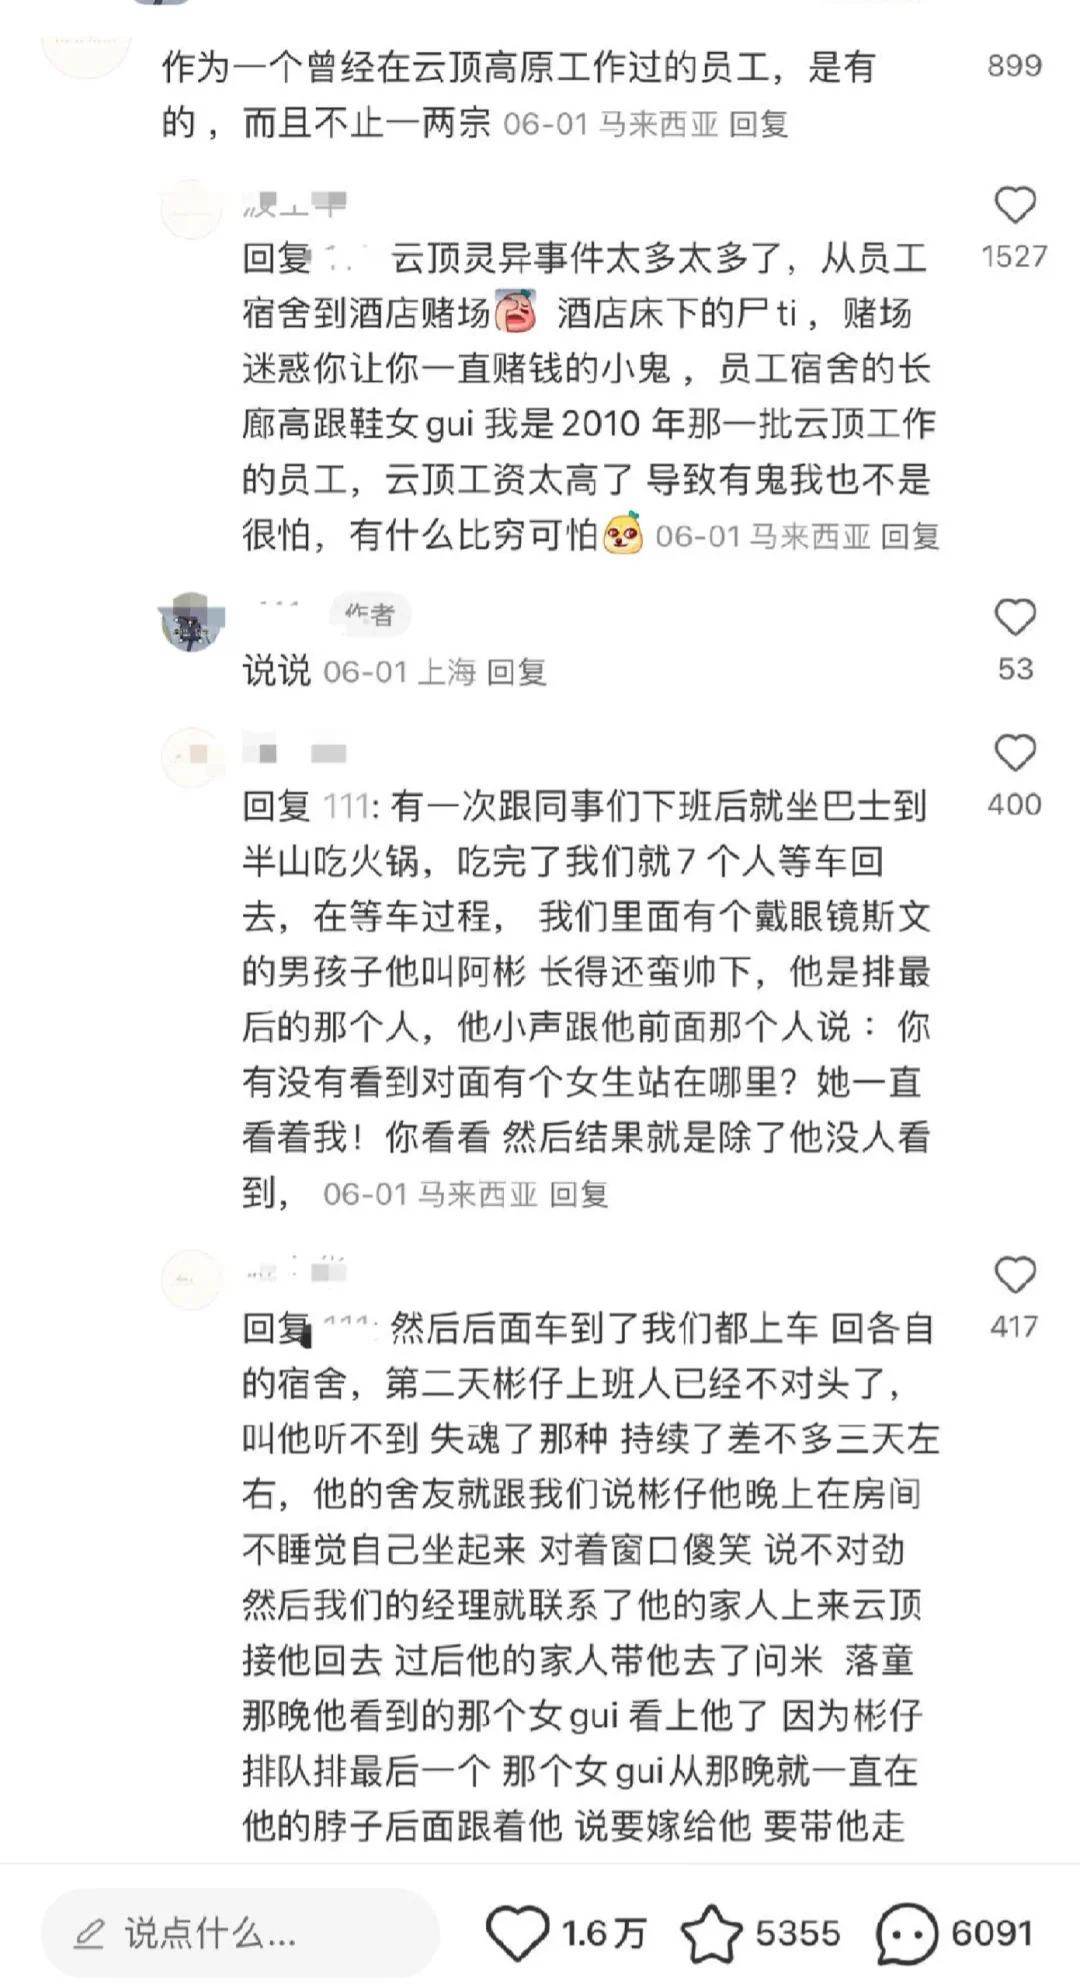 作为一个曾经在云顶高原工作过的员工，是有
899
的，而且不止一两宗 06-01 马来西亚 回复
回复 云顶灵异事件太多太多了，从员工
1527
宿舍到酒店赌场 酒店床下的尸ti，赌场
迷惑你让你一直赌钱的小鬼，员工宿舍的长
廊高跟鞋女gui 我是2010 年那一批云顶工作
的员工，云顶工资太高了 导致有鬼我也不是
很怕，有什么比穷可怕 06-01 马来西亚 回复
作者
说说 06-01 上海 回复
53
回复 111: 有一次跟同事们下班后就坐巴士到
400
半山吃火锅，吃完了我们就7 个人等车回
去，在等车过程， 我们里面有个戴眼镜斯文
的男孩子他叫阿彬 长得还蛮帅下，他是排最
后的那个人，他小声跟他前面那个人说：你
有没有看到对面有个女生站在哪里？她一直
看着我！你看看 然后结果就是除了他没人看
到， 06-01 马来西亚 回复
回复 111: 然后后面车到了我们都上车 回各自
417
的宿舍，第二天彬仔上班人已经不对头了，
叫他听不到 失魂了那种 持续了差不多三天左
右，他的舍友就跟我们说彬仔他晚上在房间
不睡觉自己坐起来 对着窗口傻笑 说不对劲
然后我们的经理就联系了他的家人上来云顶
接他回去 过后他的家人带他去了问米 落童
那晚他看到的那个女gui 看上他了 因为彬仔
排队排最后一个 那个女gui从那晚就一直在
他的脖子后面跟着他 说要嫁给他 要带他走
说点什么...
1.6万
5355
6091